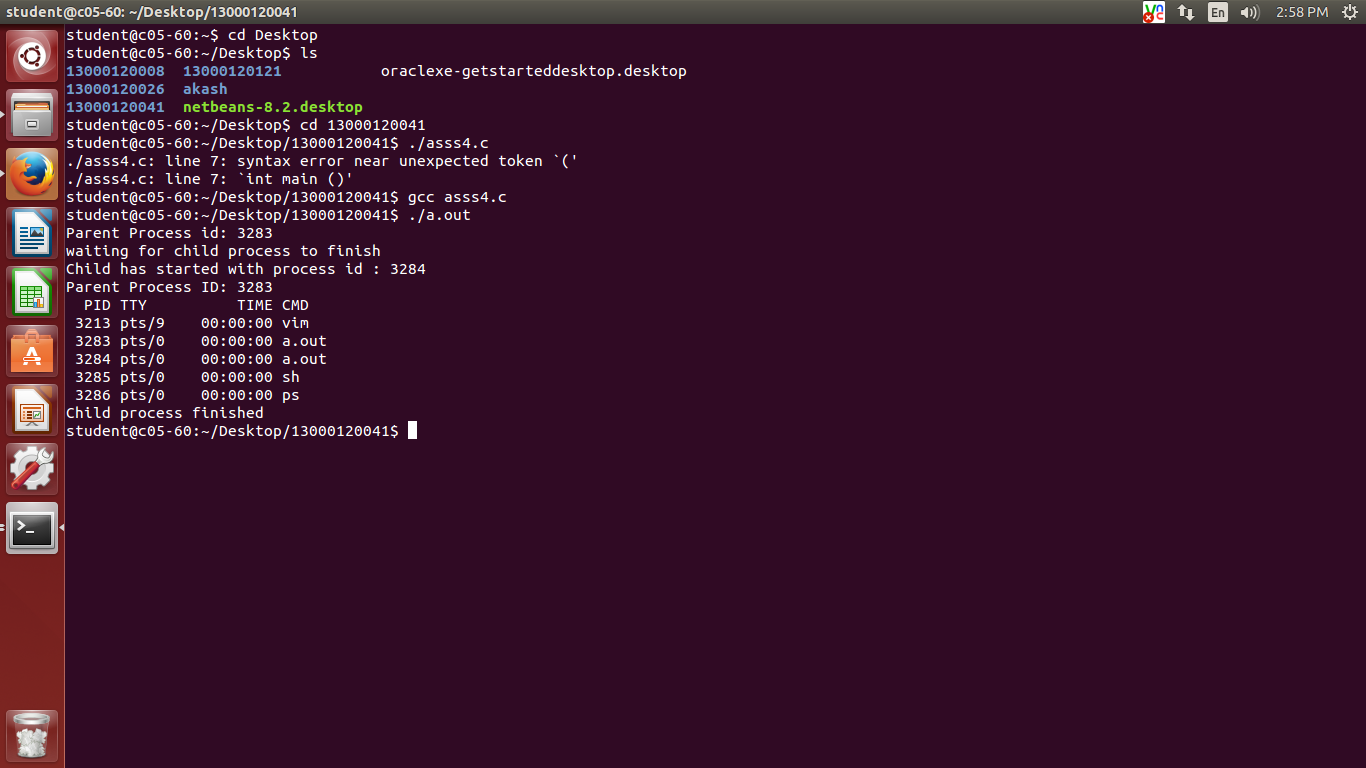 student@c05-60: ~/Desktop/13000120041
En
2:58 PM
student@c05-60:~$ cd Desktop
student@c05-60:~/Desktop$ ls
13000120008  13000120121           oraclexe-getstarteddesktop.desktop
13000120026  akash
13000120041  netbeans-8.2.desktop
student@c05-60:~/Desktop$ cd 13000120041
student@c05-60:~/Desktop/13000120041$ ./asss4.c
./asss4.c: line 7: syntax error near unexpected token `('
./asss4.c: line 7: `int main ()'
student@c05-60:~/Desktop/13000120041$ gcc asss4.c
student@c05-60:~/Desktop/13000120041$ ./a.out
Parent Process id: 3283
waiting for child process to finish
Child has started with process id : 3284
Parent Process ID: 3283
  PID TTY          TIME CMD
 3213 pts/9    00:00:00 vim
 3283 pts/0    00:00:00 a.out
 3284 pts/0    00:00:00 a.out
 3285 pts/0    00:00:00 sh
 3286 pts/0    00:00:00 ps
Child process finished
student@c05-60:~/Desktop/13000120041$